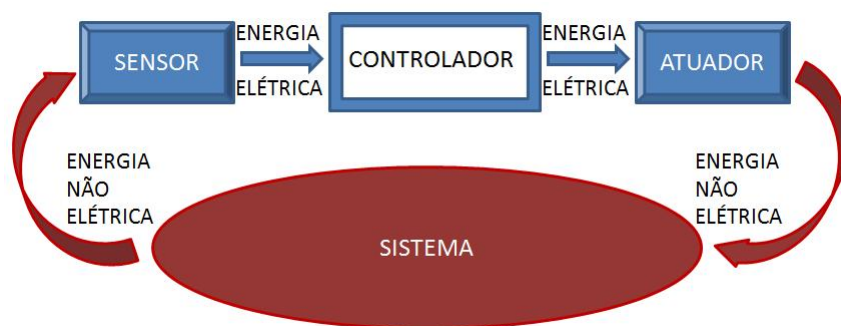 SENSOR
ENERGIA
ELÉTRICA
CONTROLADOR
ENERGIA
ELÉTRICA
ATUADOR
ENERGIA
NÃO
ELÉTRICA
ENERGIA
NÃO
ELÉTRICA
SISTEMA